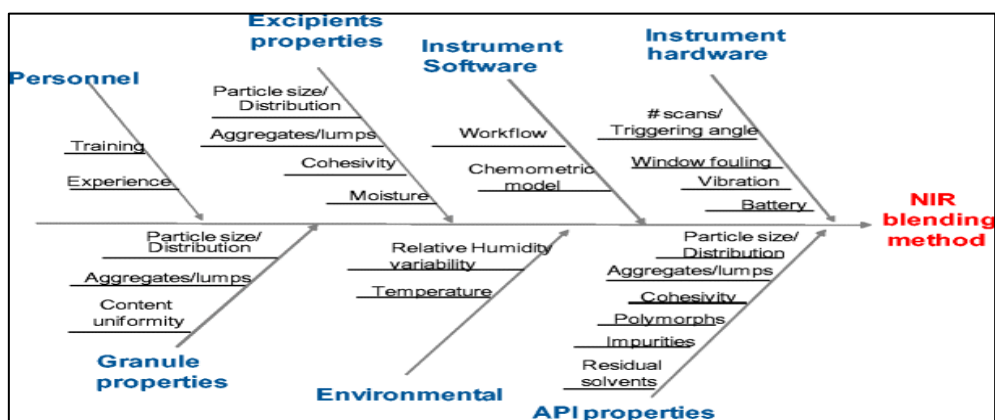 Excipients
properties
Instrument
Software
Instrument
hardware
Personnel
Particle size/
Distribution
Aggregates/lumps
Cohesivity
Moisture
Training
Experience
Workflow
Chemometric
model
# scans/
Triggering angle
Window fouling
Vibration
Battery
NIR
blending
method
Particle size/
Distribution
Aggregates/lumps
Content
uniformity
Granule
properties
Relative Humidity
variability
Temperature
Environmental
Particle size/
Distribution
Aggregates/lumps
Cohesivity
Polymorphs
Impurities
Residual
solvents
API properties